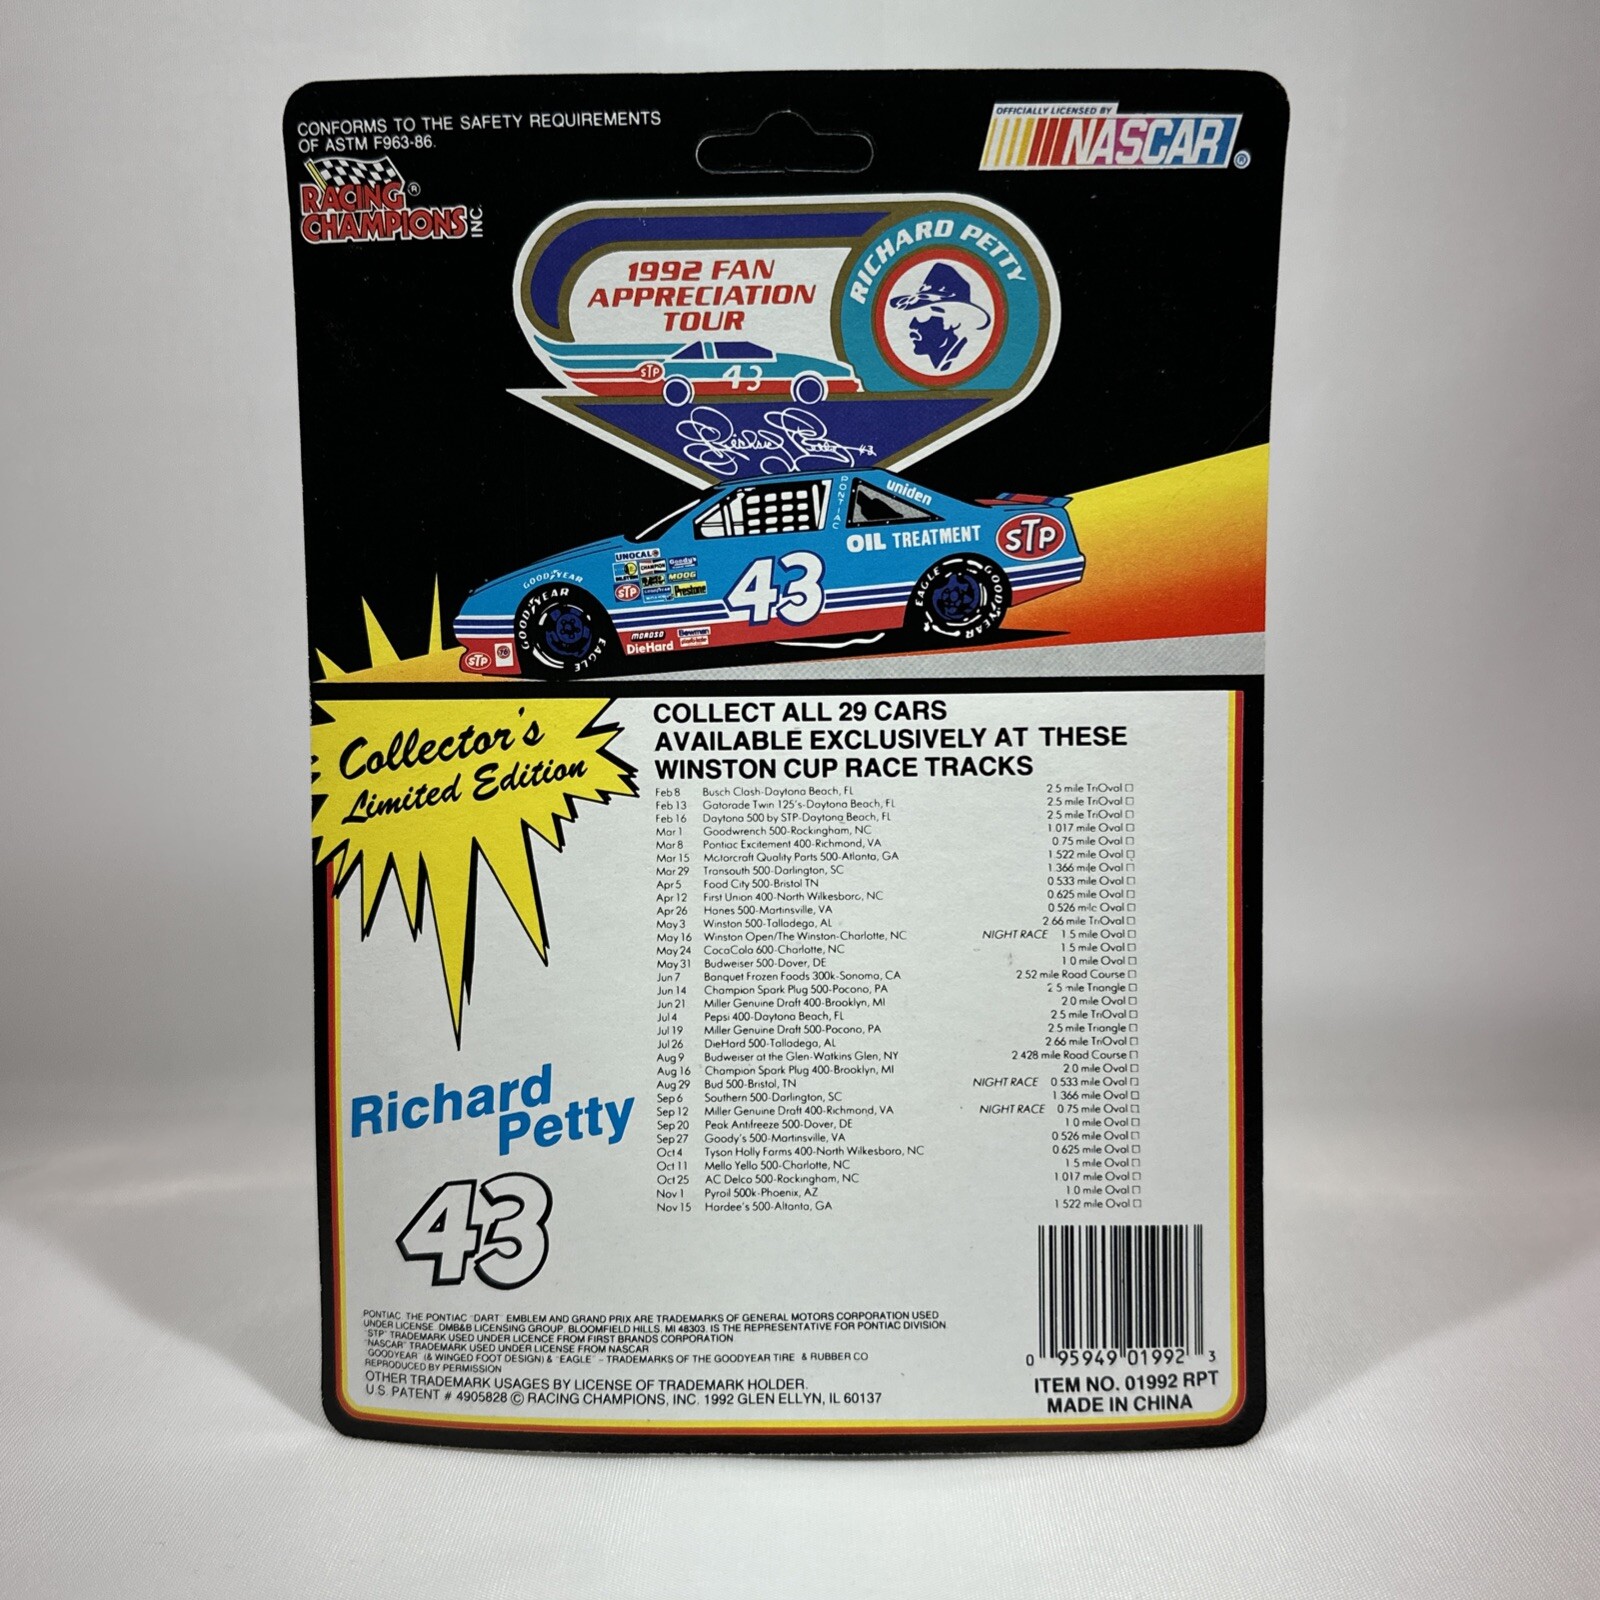 CONFORMS TO THE SAFETY REQUIREMENTS
OF ASTM F963-86.
RACING ®
CHAMPIONS INC.
OFFICIALLY LICENSED BY
NASCAR ®
1992 FAN
APPRECIATION
TOUR
RICHARD PETTY
STP 43
Richard Petty 43
PONTIAC
uniden
OIL TREATMENT
STP
43
UNOCAL
CHAMPION
Goody's
MOOG
STP
Prestone
GOODYEAR
GOODYEAR
EAGLE
EAGLE
GOODYEAR
MOROSO
DieHard
STP
76
Collector's
Limited Edition
COLLECT ALL 29 CARS
AVAILABLE EXCLUSIVELY AT THESE
WINSTON CUP RACE TRACKS
Feb 8 Busch Clash-Daytona Beach, FL 2.5 mile TriOval
Feb 13 Gatorade Twin 125's-Daytona Beach, FL 2.5 mile TriOval
Feb 16 Daytona 500 by STP-Daytona Beach, FL 2.5 mile TriOval
Mar 1 Goodwrench 500-Rockingham, NC 1.017 mile Oval
Mar 8 Pontiac Excitement 400-Richmond, VA 0.75 mile Oval
Mar 15 Motorcraft Quality Parts 500-Atlanta, GA 1.522 mile Oval
Mar 29 Transouth 500-Darlington, SC 1.366 mile Oval
Apr 5 Food City 500-Bristol TN 0.533 mile Oval
Apr 12 First Union 400-North Wilkesboro, NC 0.625 mile Oval
Apr 26 Hanes 500-Martinsville, VA 0.526 mile Oval
May 3 Winston 500-Talladega, AL 2.66 mile TriOval
May 16 Winston Open/The Winston-Charlotte, NC NIGHT RACE 1.5 mile Oval
May 24 CocaCola 600-Charlotte, NC 1.5 mile Oval
May 31 Budweiser 500-Dover, DE 1.0 mile Oval
Jun 7 Banquet Frozen Foods 300k-Sonoma, CA 2.52 mile Road Course
Jun 14 Champion Spark Plug 500-Pocono, PA 2.5 mile Triangle
Jun 21 Miller Genuine Draft 400-Brooklyn, MI 2.0 mile Oval
Jul 4 Pepsi 400-Daytona Beach, FL 2.5 mile TriOval
Jul 19 Miller Genuine Draft 500-Pocono, PA 2.5 mile Triangle
Jul 26 DieHard 500-Talladega, AL 2.66 mile TriOval
Aug 9 Budweiser at the Glen-Watkins Glen, NY 2.428 mile Road Course
Aug 16 Champion Spark Plug 400-Brooklyn, MI 2.0 mile Oval
Aug 29 Bud 500-Bristol, TN NIGHT RACE 0.533 mile Oval
Sep 6 Southern 500-Darlington, SC 1.366 mile Oval
Sep 12 Miller Genuine Draft 400-Richmond, VA NIGHT RACE 0.75 mile Oval
Sep 20 Peak Antifreeze 500-Dover, DE 1.0 mile Oval
Sep 27 Goody's 500-Martinsville, VA 0.526 mile Oval
Oct 4 Tyson Holly Farms 400-North Wilkesboro, NC 0.625 mile Oval
Oct 11 Mello Yello 500-Charlotte, NC 1.5 mile Oval
Oct 25 AC Delco 500-Rockingham, NC 1.017 mile Oval
Nov 1 Pyroil 500k-Phoenix, AZ 1.0 mile Oval
Nov 15 Hardee's 500-Altanta, GA 1.522 mile Oval
Richard
Petty
43
PONTIAC, THE PONTIAC "DART" EMBLEM AND GRAND PRIX ARE TRADEMARKS OF GENERAL MOTORS CORPORATION USED
UNDER LICENSE. DMB&B LICENSING GROUP, BLOOMFIELD HILLS, MI 48303, IS THE REPRESENTATIVE FOR PONTIAC DIVISION.
"STP" TRADEMARK USED UNDER LICENCE FROM FIRST BRANDS CORPORATION
"NASCAR" TRADEMARK USED UNDER LICENSE FROM NASCAR
GOODYEAR (& WINGED FOOT DESIGN) & "EAGLE" - TRADEMARKS OF THE GOODYEAR TIRE & RUBBER CO
REPRODUCED BY PERMISSION
OTHER TRADEMARK USAGES BY LICENSE OF TRADEMARK HOLDER.
U.S. PATENT # 4905828 © RACING CHAMPIONS, INC. 1992 GLEN ELLYN, IL 60137
0 95949 01992 3
ITEM NO. 01992 RPT
MADE IN CHINA